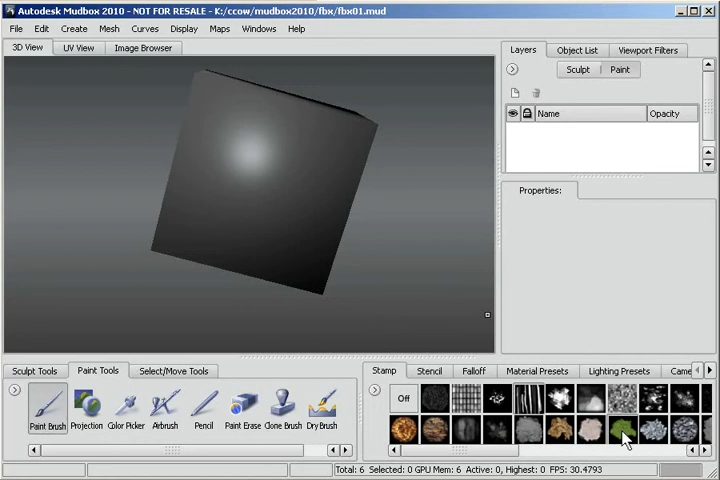 Autodesk Mudbox 2010 - NOT FOR RESALE - K:/ccow/mudbox2010/fbx/fbx01.mud
File Edit Create Mesh Curves Display Maps Windows Help
3D View UV View Image Browser
Layers Object List Viewport Filters
Sculpt Paint
Name Opacity
Properties:
Sculpt Tools Paint Tools Select/Move Tools
Stamp Stencil Falloff Material Presets Lighting Presets Came
Off
Paint Brush Projection Color Picker Airbrush Pencil Paint Erase Clone Brush Dry Brush
Total: 6 Selected: 0 GPU Mem: 6 Active: 0, Highest: 0 FPS: 30.4793